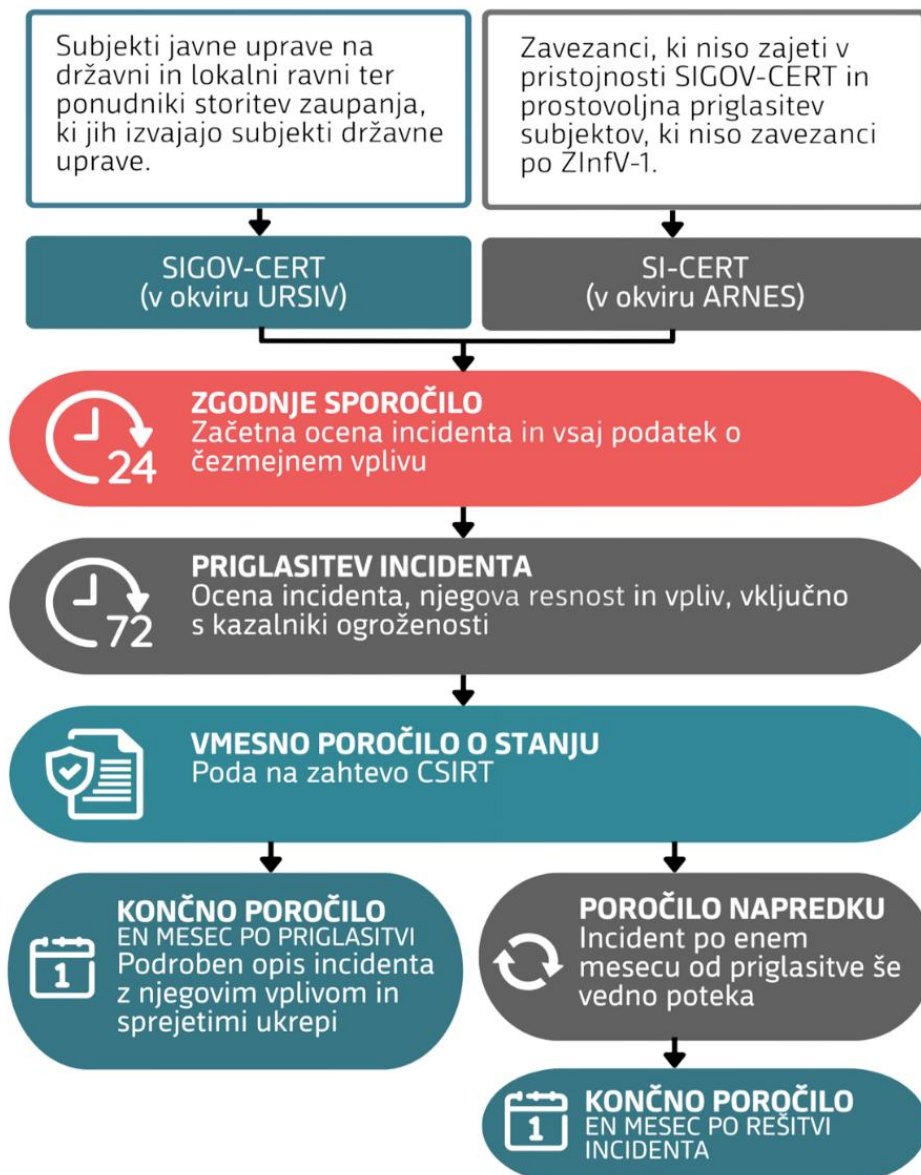 Subjekti javne uprave na
državni in lokalni ravni ter
ponudniki storitev zaupanja,
ki jih izvajajo subjekti državne
uprave.
Zavezanci, ki niso zajeti v
pristojnosti SIGOV-CERT in
prostovoljna priglasitev
subjektov, ki niso zavezanci
po ZInfV-1.
SIGOV-CERT
(v okviru URSIV)
SI-CERT
(v okviru ARNES)
24
ZGODNJE SPOROČILO
Začetna ocena incidenta in vsaj podatek o
čezmejnem vplivu
72
PRIGLASITEV INCIDENTA
Ocena incidenta, njegova resnost in vpliv, vključno
s kazalniki ogroženosti
VMESNO POROČILO O STANJU
Poda na zahtevo CSIRT
1
KONČNO POROČILO
EN MESEC PO PRIGLASITVI
Podroben opis incidenta
z njegovim vplivom in
sprejetimi ukrepi
POROČILO NAPREDKU
Incident po enem
mesecu od priglasitve še
vedno poteka
1
KONČNO POROČILO
EN MESEC PO REŠITVI
INCIDENTA